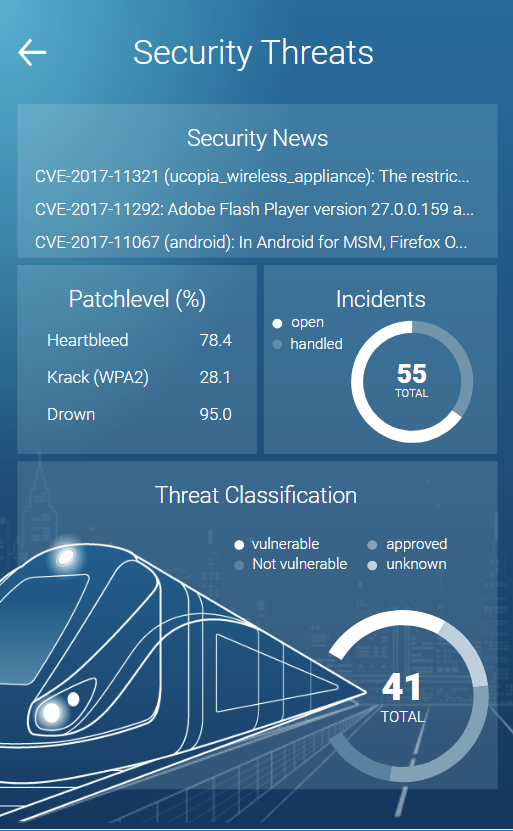 Security Threats
Security News
CVE-2017-11321 (ucopia_wireless_appliance): The restric...
CVE-2017-11292: Adobe Flash Player version 27.0.0.159 a...
CVE-2017-11067 (android): In Android for MSM, Firefox O...
Patchlevel (%)
Heartbleed 78.4
Krack (WPA2) 28.1
Drown 95.0
Incidents
open
handled
55
TOTAL
Threat Classification
vulnerable approved
Not vulnerable unknown
41
TOTAL